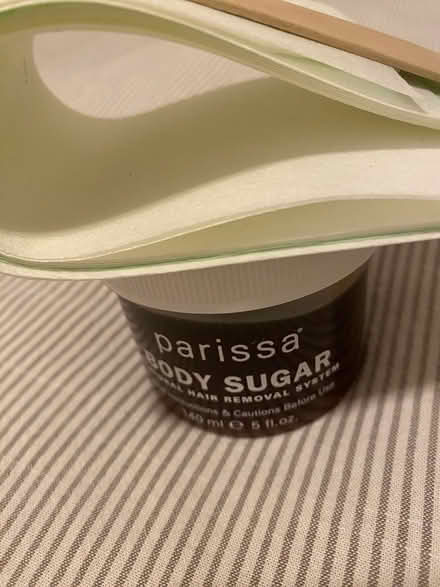 parissa®
BODY SUGAR
HAIR REMOVAL SYSTEM
& Cautions Before Use
140 ml ℮ 5 fl.oz.